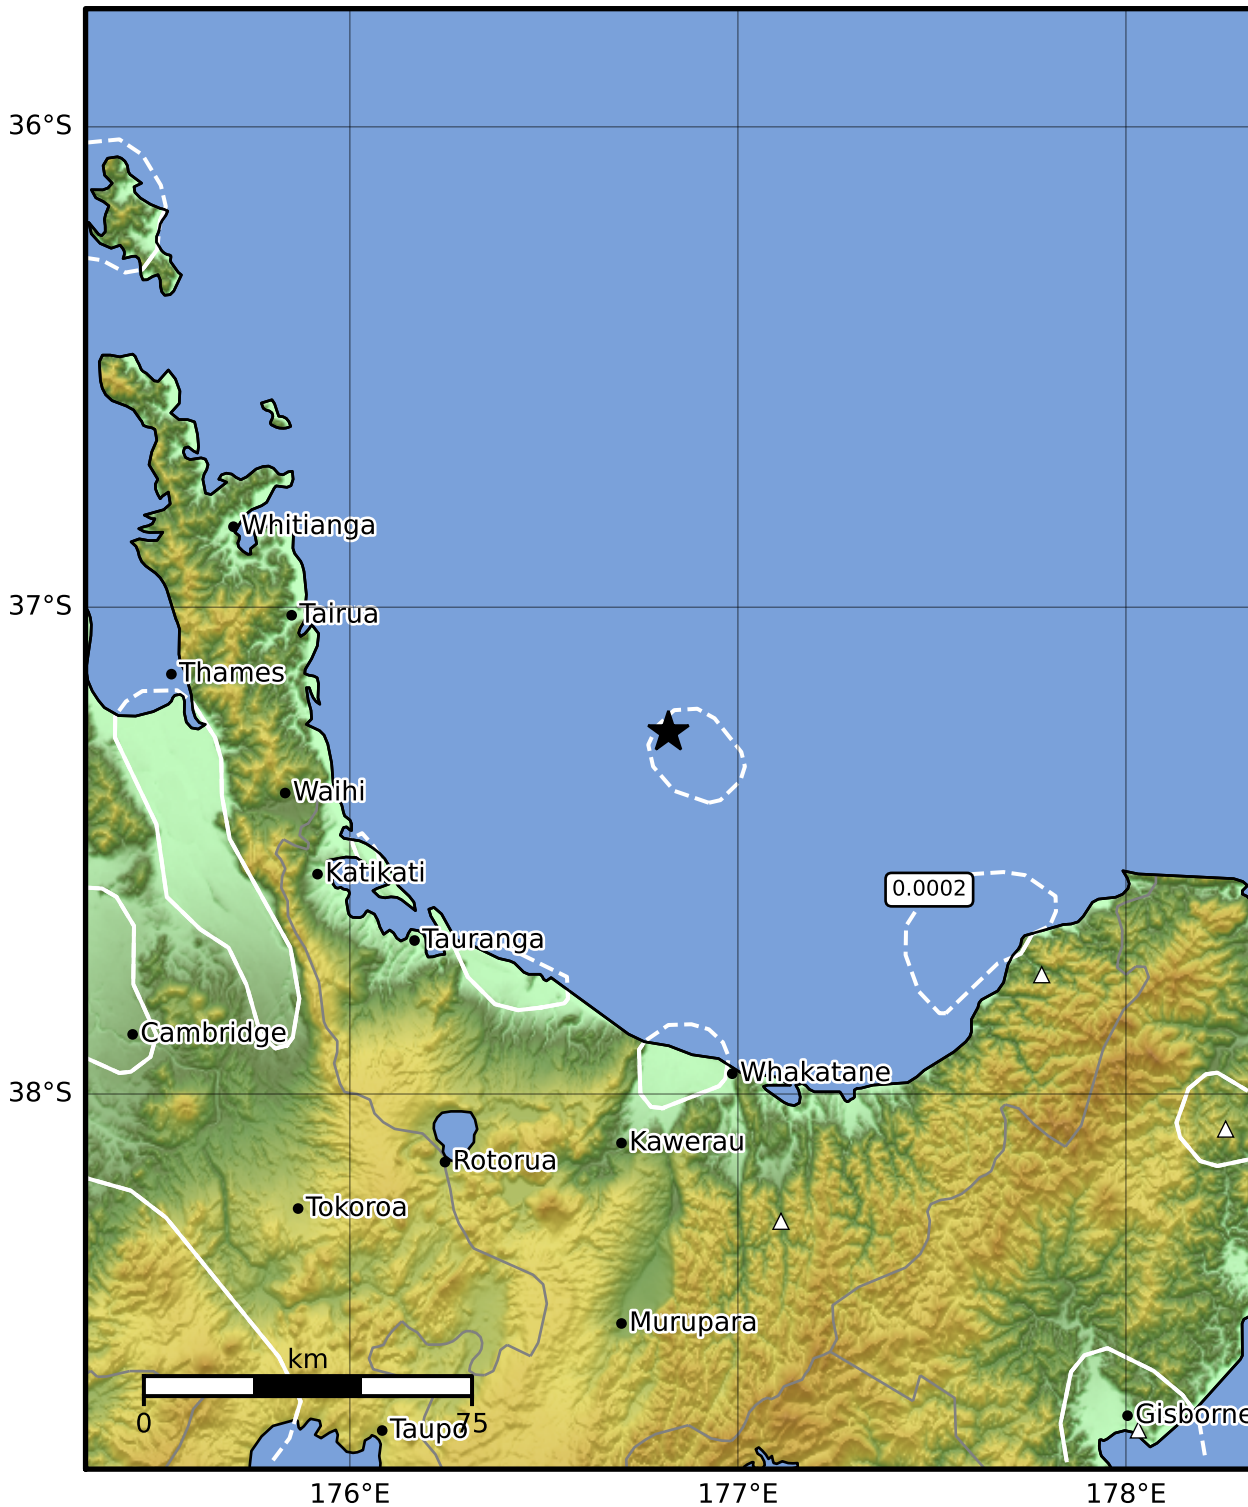 36°S
Whitianga
37°S
Tairua
Thames
Waihi
Katikati
0.0002
Tauranga
Cambridge
Whakatane
38°S
Kawerau
Rotorua
Tokoroa
Murupara
km
0
75
Taupo
Gisborne
176°E
177°E
178°E